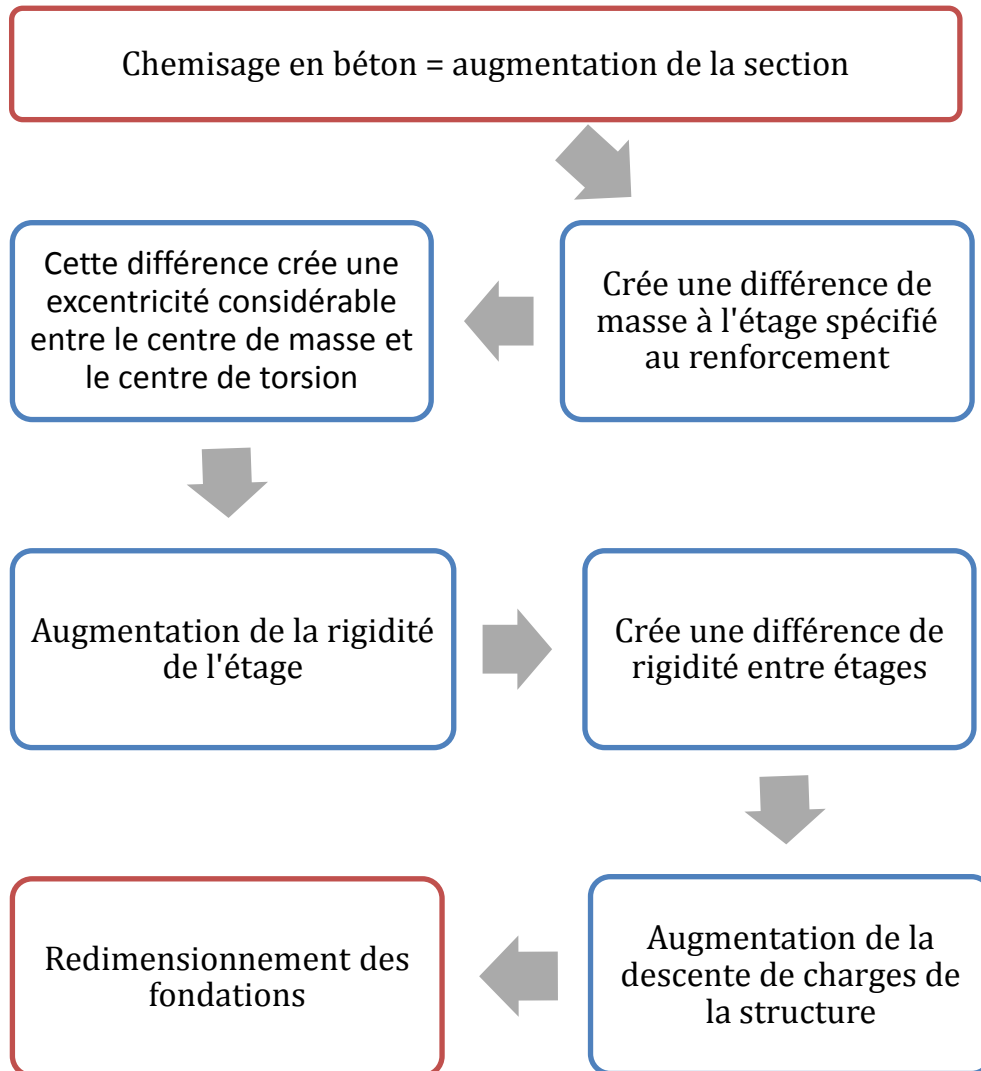 Chemisage en béton = augmentation de la section
Crée une différence de
masse à l'étage spécifié
au renforcement
Cette différence crée une
excentricité considérable
entre le centre de masse et
le centre de torsion
Augmentation de la rigidité
de l'étage
Crée une différence de
rigidité entre étages
Augmentation de la
descente de charges de
la structure
Redimensionnement des
fondations